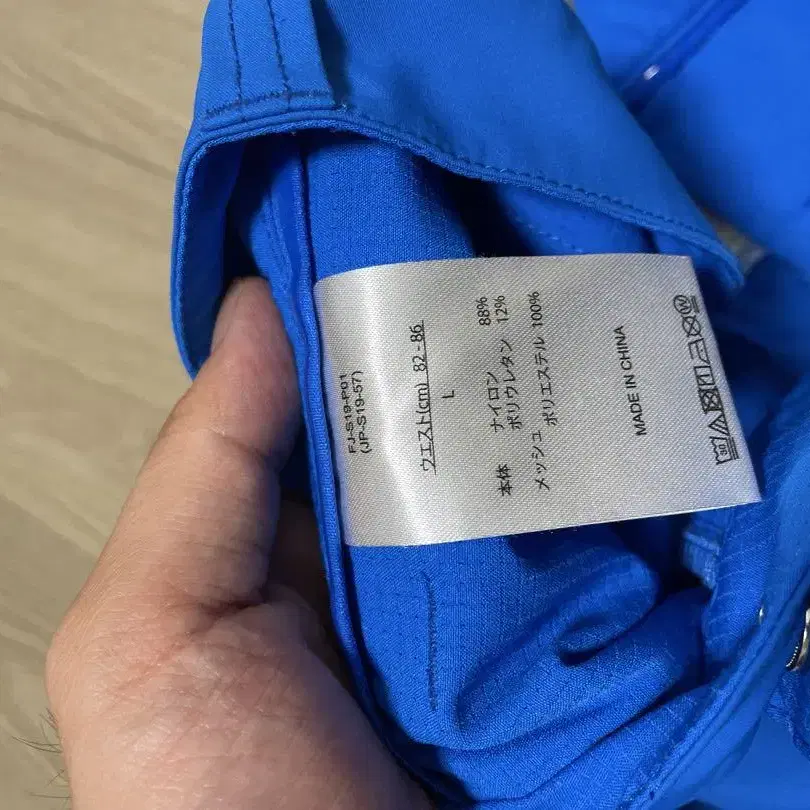 FJ-S19-P01
(JP-S19-57)
ウエスト(cm) 82-86
L
本体 ナイロン 88%
ポリウレタン 12%
メッシュ ポリエステル 100%
MADE IN CHINA
30
W